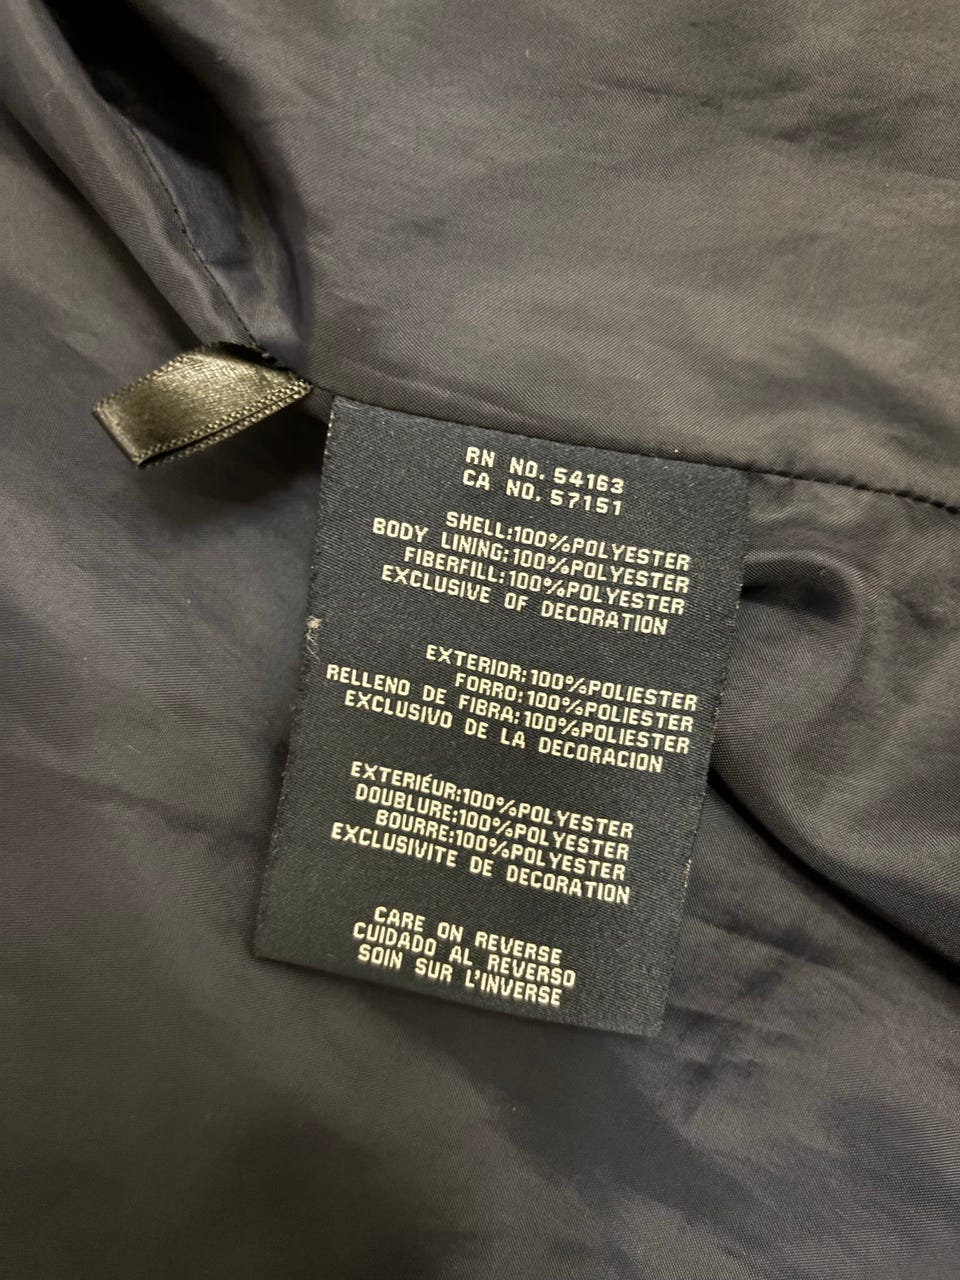 RN NO. 54163
CA NO. 57151
SHELL:100%POLYESTER
BODY LINING:100%POLYESTER
FIBERFILL:100%POLYESTER
EXCLUSIVE OF DECORATION
EXTERIOR:100%POLIESTER
FORRO:100%POLIESTER
RELLENO DE FIBRA:100%POLIESTER
EXCLUSIVO DE LA DECORACION
EXTERIÉUR:100%POLYESTER
DOUBLURE:100%POLYESTER
BOURRE:100%POLYESTER
EXCLUSIVITE DE DECORATION
CARE ON REVERSE
CUIDADO AL REVERSO
SOIN SUR L'INVERSE